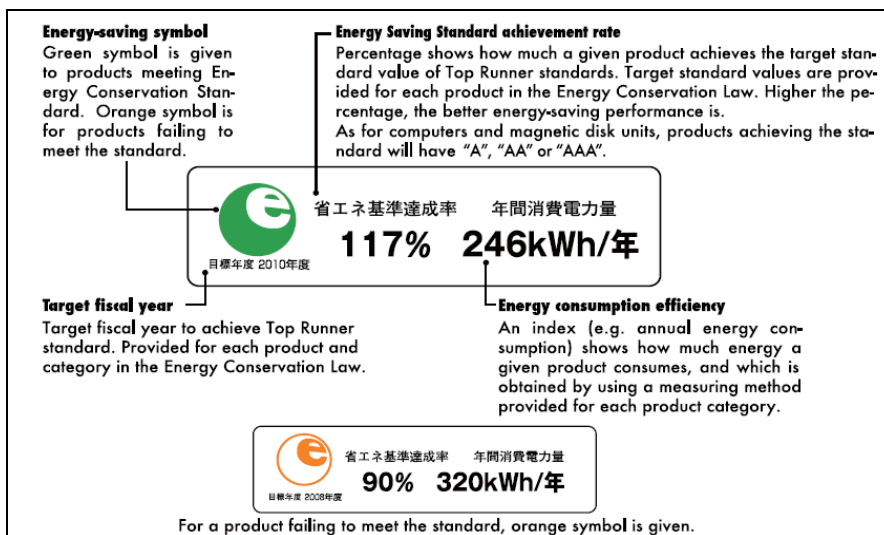 Energy-saving symbol
Green symbol is given
to products meeting En-
ergy Conservation Stan-
dard. Orange symbol is
for products failing to
meet the standard.
Energy Saving Standard achievement rate
Percentage shows how much a given product achieves the target stan-
dard value of Top Runner standards. Target standard values are prov-
ided for each product in the Energy Conservation Law. Higher the pe-
rcentage, the better energy-saving performance is.
As for computers and magnetic disk units, products achieving the sta-
ndard will have "A", "AA" or "AAA".
e
省エネ基準達成率 年間消費電力量
117% 246kWh/年
目標年度 2010年度
Target fiscal year
Target fiscal year to achieve Top Runner
standard. Provided for each product and
category in the Energy Conservation Law.
Energy consumption efficiency
An index (e.g. annual energy con-
sumption) shows how much energy a
given product consumes, and which is
obtained by using a measuring method
provided for each product category.
e
省エネ基準達成率 年間消費電力量
90% 320kWh/年
目標年度 2008年度
For a product failing to meet the standard, orange symbol is given.